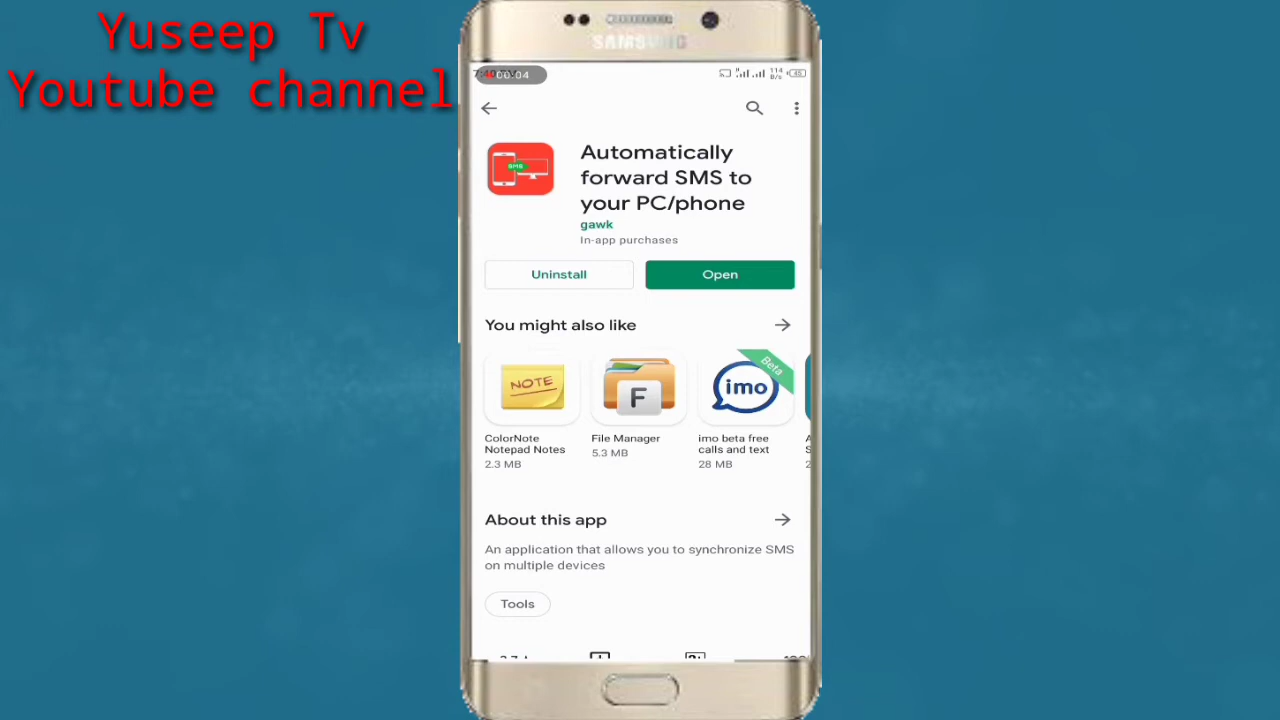 Yuseep Tv
Youtube channel
SAMSUNG
00:04
114
B/s
45
Automatically
forward SMS to
your PC/phone
SMS
gawk
In-app purchases
Uninstall
Open
You might also like
NOTE
F
imo
Beta
ColorNote
Notepad Notes
2.3 MB
File Manager
5.3 MB
imo beta free
calls and text
28 MB
About this app
An application that allows you to synchronize SMS
on multiple devices
Tools